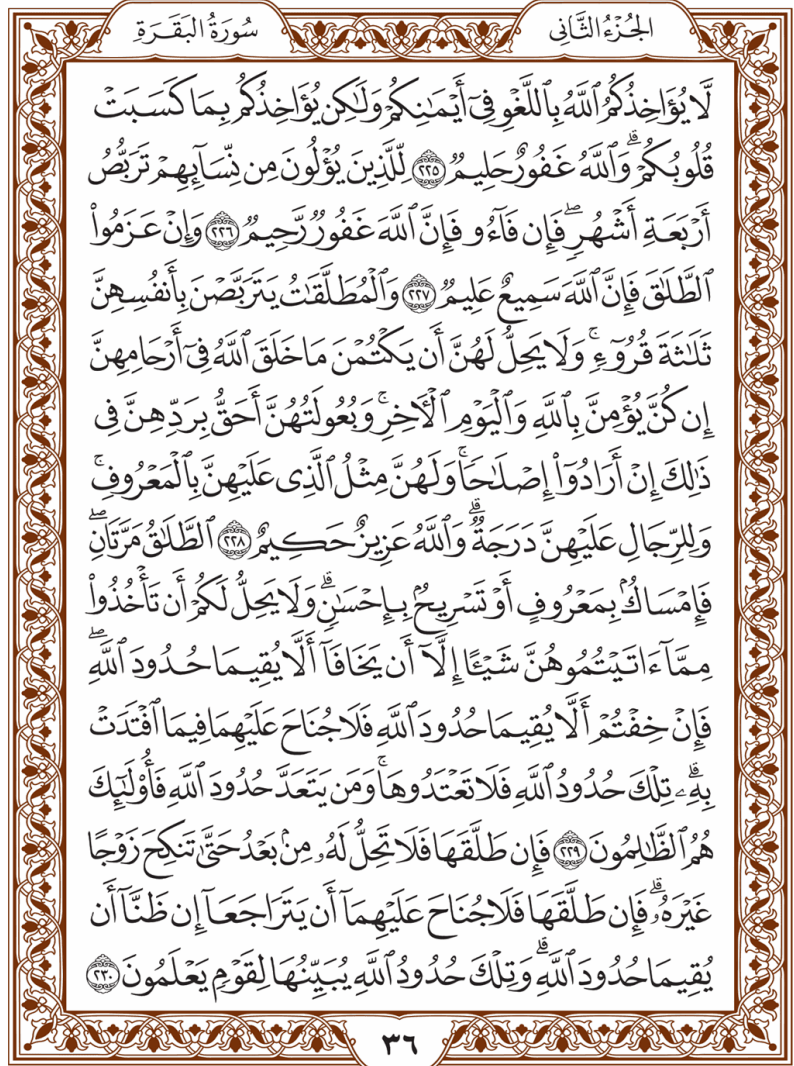 الجُزْءُ الثَّانِي
سُورَةُ البَقَرَةِ
لَّا يُؤَاخِذُكُمُ ٱللَّهُ بِٱللَّغْوِ فِىٓ أَيْمَـٰنِكُمْ وَلَـٰكِن يُؤَاخِذُكُم بِمَا كَسَبَتْ
قُلُوبُكُمْ ۗ وَٱللَّهُ غَفُورٌ حَلِيمٌ ٢٢٥ لِّلَّذِينَ يُؤْلُونَ مِن نِّسَآئِهِمْ تَرَبُّصُ
أَرْبَعَةِ أَشْهُرٍ ۖ فَإِن فَآءُو فَإِنَّ ٱللَّهَ غَفُورٌ رَّحِيمٌ ٢٢٦ وَإِنْ عَزَمُوا۟
ٱلطَّلَـٰقَ فَإِنَّ ٱللَّهَ سَمِيعٌ عَلِيمٌ ٢٢٧ وَٱلْمُطَلَّقَـٰتُ يَتَرَبَّصْنَ بِأَنفُسِهِنَّ
ثَلَـٰثَةَ قُرُوٓءٍ ۚ وَلَا يَحِلُّ لَهُنَّ أَن يَكْتُمْنَ مَا خَلَقَ ٱللَّهُ فِىٓ أَرْحَامِهِنَّ
إِن كُنَّ يُؤْمِنَّ بِٱللَّهِ وَٱلْيَوْمِ ٱلْـَٔاخِرِ ۚ وَبُعُولَتُهُنَّ أَحَقُّ بِرَدِّهِنَّ فِى
ذَٰلِكَ إِنْ أَرَادُوٓا۟ إِصْلَـٰحًا ۚ وَلَهُنَّ مِثْلُ ٱلَّذِى عَلَيْهِنَّ بِٱلْمَعْرُوفِ ۚ
وَلِلرِّجَالِ عَلَيْهِنَّ دَرَجَةٌ ۗ وَٱللَّهُ عَزِيزٌ حَكِيمٌ ٢٢٨ ٱلطَّلَـٰقُ مَرَّتَانِ ۖ
فَإِمْسَاكٌۢ بِمَعْرُوفٍ أَوْ تَسْرِيحٌۢ بِإِحْسَـٰنٍ ۗ وَلَا يَحِلُّ لَكُمْ أَن تَأْخُذُوا۟
مِمَّآ ءَاتَيْتُمُوهُنَّ شَيْـًٔا إِلَّآ أَن يَخَافَآ أَلَّا يُقِيمَا حُدُودَ ٱللَّهِ ۖ
فَإِنْ خِفْتُمْ أَلَّا يُقِيمَا حُدُودَ ٱللَّهِ فَلَا جُنَاحَ عَلَيْهِمَا فِيمَا ٱفْتَدَتْ
بِهِۦ ۗ تِلْكَ حُدُودُ ٱللَّهِ فَلَا تَعْتَدُوهَا ۚ وَمَن يَتَعَدَّ حُدُودَ ٱللَّهِ فَأُو۟لَـٰٓئِكَ
هُمُ ٱلظَّـٰلِمُونَ ٢٢٩ فَإِن طَلَّقَهَا فَلَا تَحِلُّ لَهُۥ مِنۢ بَعْدُ حَتَّىٰ تَنكِحَ زَوْجًا
غَيْرَهُۥ ۗ فَإِن طَلَّقَهَا فَلَا جُنَاحَ عَلَيْهِمَآ أَن يَتَرَاجَعَآ إِن ظَنَّآ أَن
يُقِيمَا حُدُودَ ٱللَّهِ ۗ وَتِلْكَ حُدُودُ ٱللَّهِ يُبَيِّنُهَا لِقَوْمٍ يَعْلَمُونَ ٢٣٠
٣٦